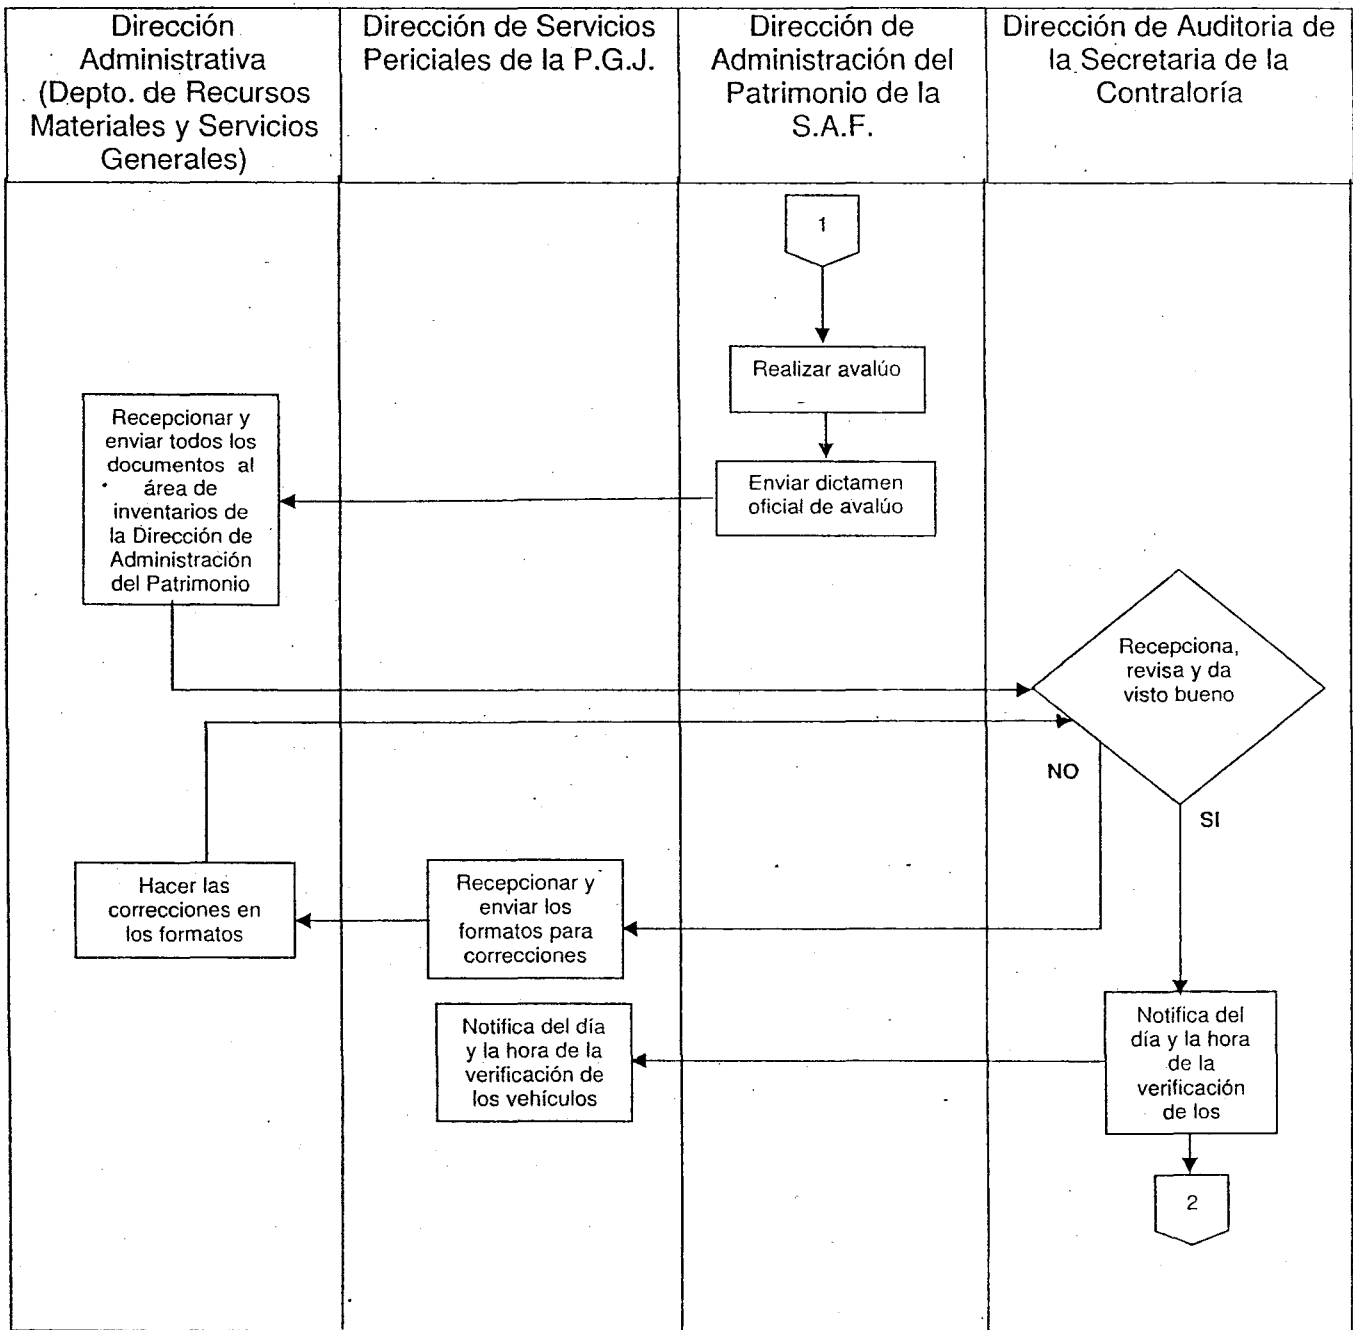 Dirección
Administrativa
(Depto. de Recursos
Materiales y Servicios
Generales)
Dirección de Servicios
Periciales de la P.G.J.
Dirección de
Administración del
Patrimonio de la
S.A.F.
Dirección de Auditoria de
la Secretaria de la
Contraloría
1
Realizar avalúo
Enviar dictamen
oficial de avalúo
Recepcionar y
enviar todos los
documentos al
área de
inventarios de
la Dirección de
Administración
del Patrimonio
Recepciona,
revisa y da
visto bueno
NO
SI
Recepcionar y
enviar los
formatos para
correcciones
Hacer las
correcciones en
los formatos
Notifica del
día y la hora
de la
verificación
de los
Notifica del día
y la hora de la
verificación de
los vehículos
2